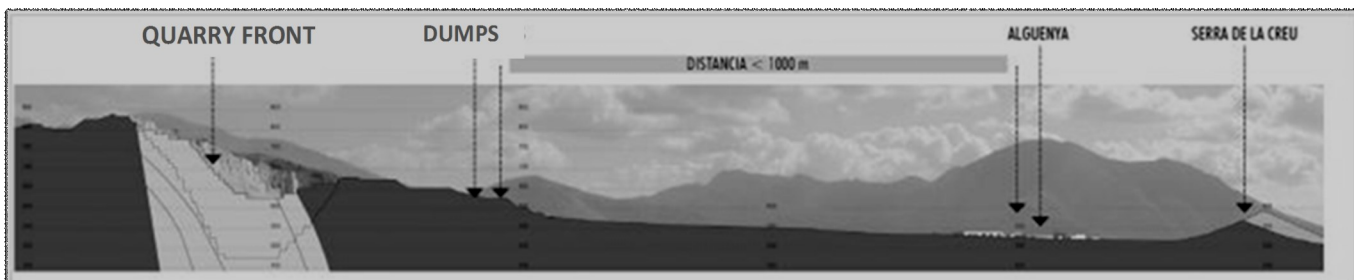 QUARRY FRONT
DUMPS
ALGUENYA
SERRA DE LA CREU
DISTANCIA < 1000 m